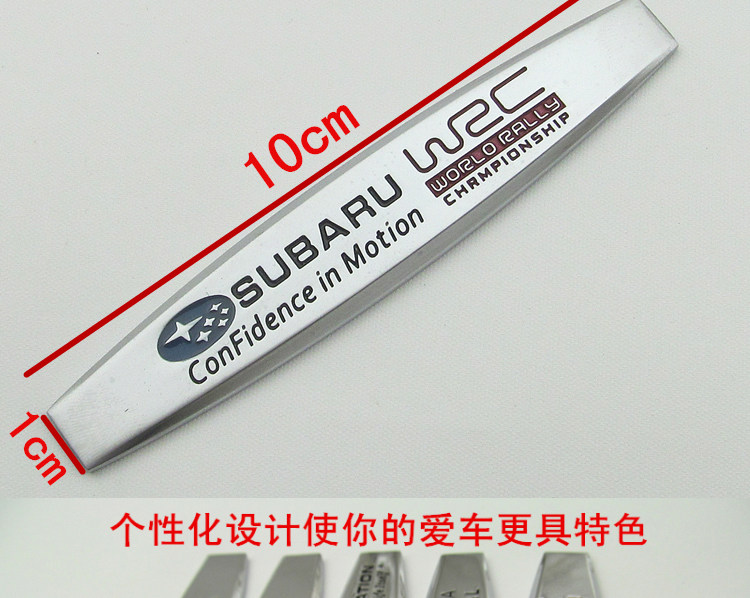 10cm
WRC
WORLD RALLY
CHAMPIONSHIP
SUBARU
ConFidence in Motion
1cm
个性化设计使你的爱车更具特色